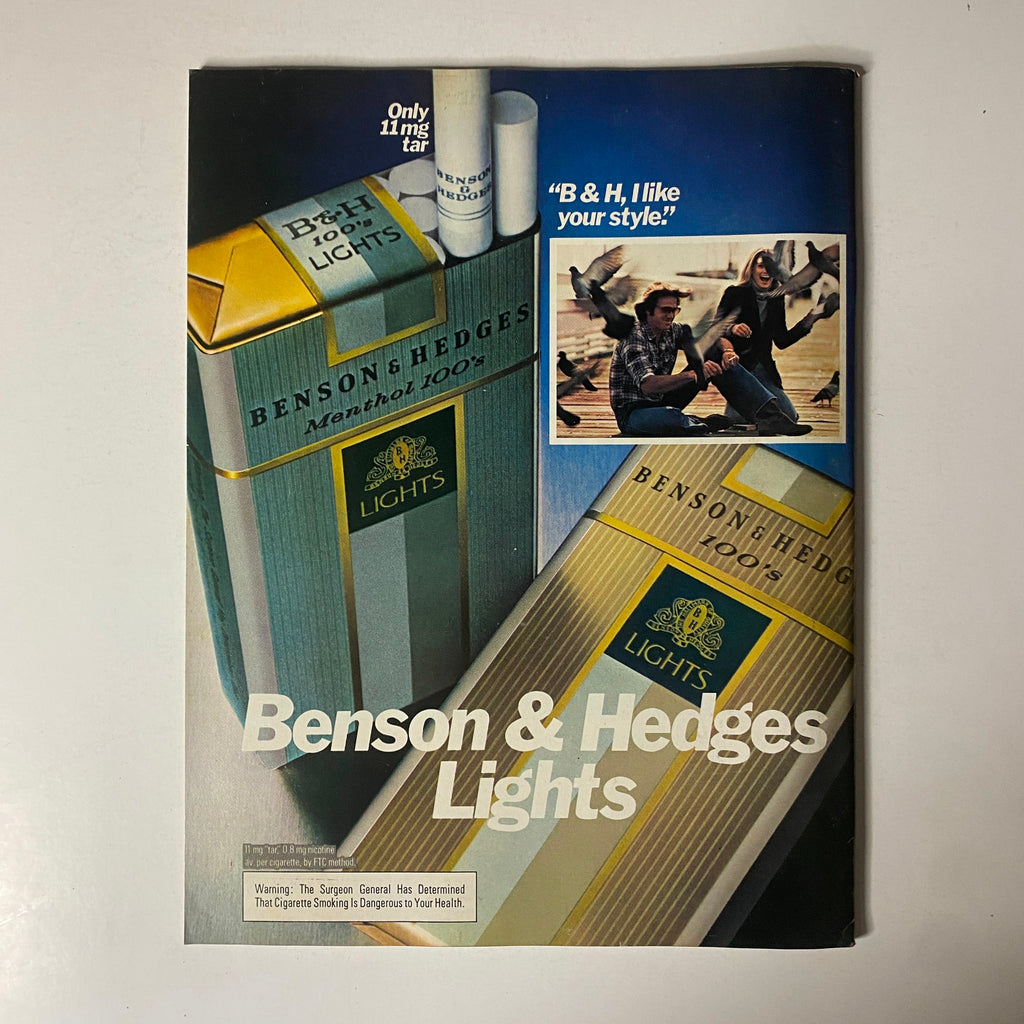 Only
11 mg
tar
"B & H, I like
your style."
BENSON
&
HEDGES
B&H
100's
LIGHTS
BENSON & HEDGES
Menthol 100's
B
H
LIGHTS
BENSON & HEDG
100's
B
H
LIGHTS
Benson & Hedges
Lights
11 mg "tar," 0.8 mg nicotine
av. per cigarette, by FTC method.
Warning: The Surgeon General Has Determined
That Cigarette Smoking Is Dangerous to Your Health.